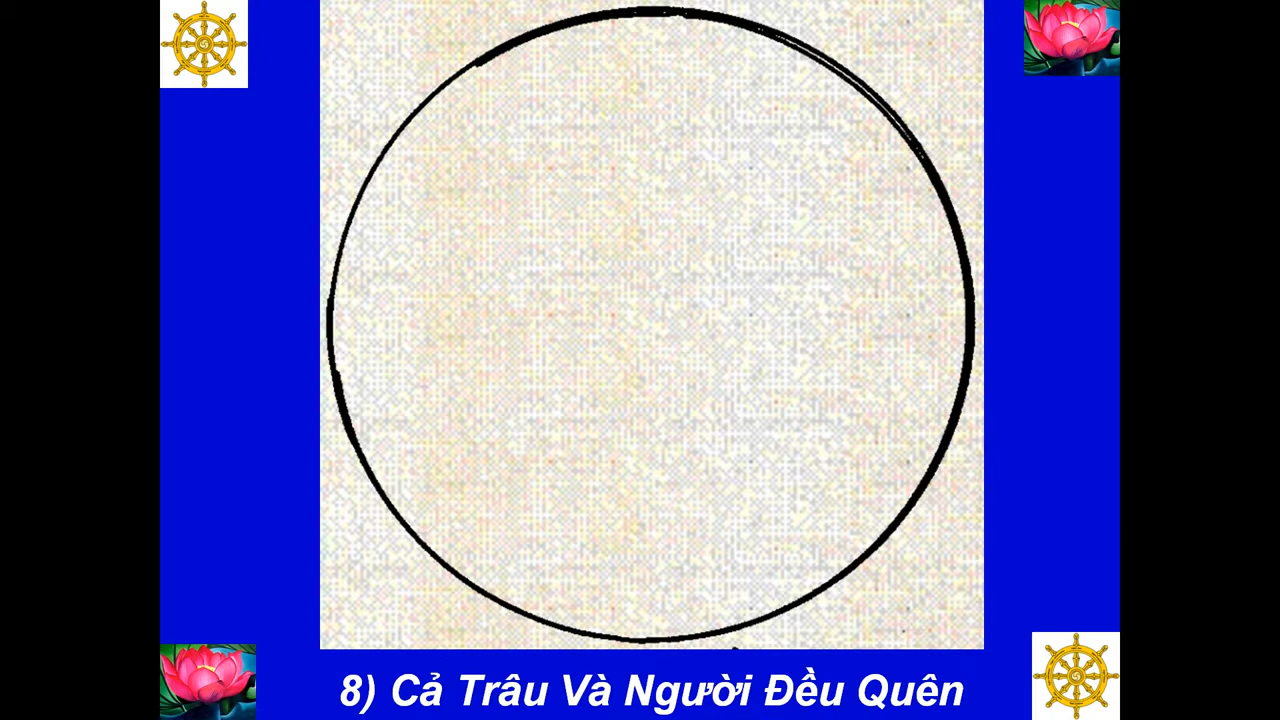 8) Cả Trâu Và Người Đều Quên